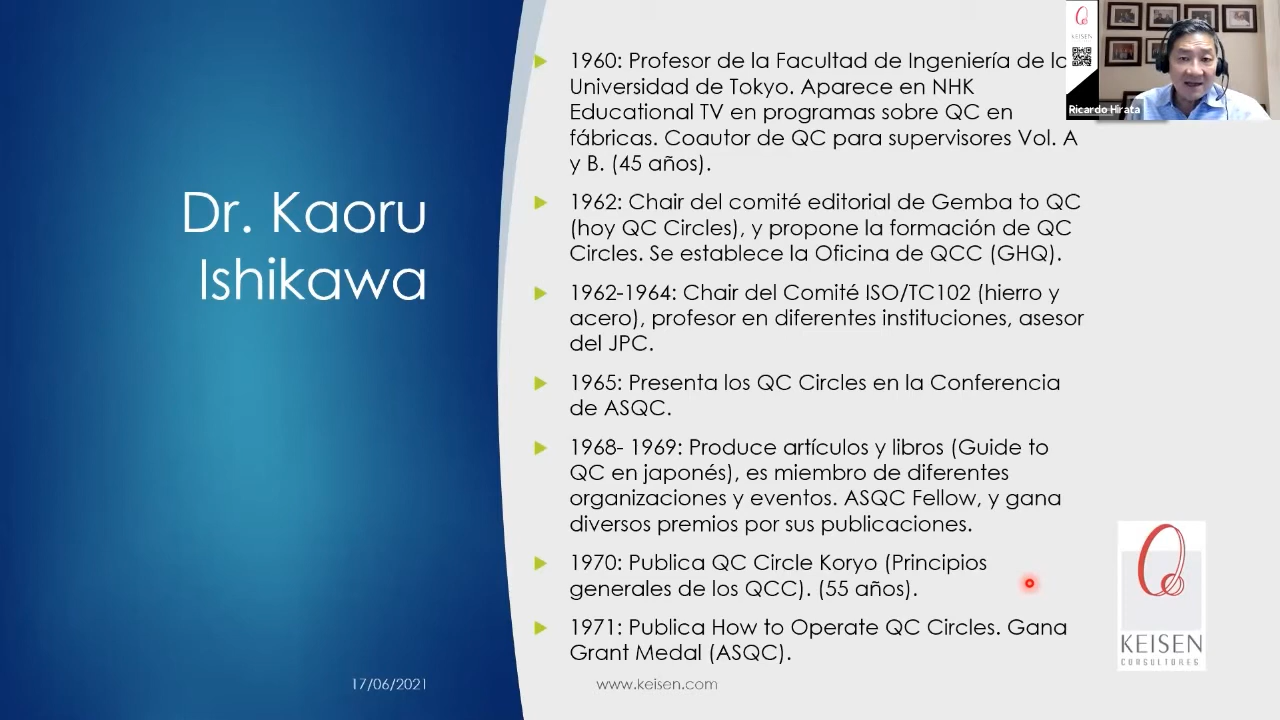 Dr. Kaoru
Ishikawa
1960: Profesor de la Facultad de Ingeniería de la
Universidad de Tokyo. Aparece en NHK
Educational TV en programas sobre QC en
fábricas. Coautor de QC para supervisores Vol. A
y B. (45 años).
1962: Chair del comité editorial de Gemba to QC
(hoy QC Circles), y propone la formación de QC
Circles. Se establece la Oficina de QCC (GHQ).
1962-1964: Chair del Comité ISO/TC102 (hierro y
acero), profesor en diferentes instituciones, asesor
del JPC.
1965: Presenta los QC Circles en la Conferencia
de ASQC.
1968- 1969: Produce artículos y libros (Guide to
QC en japonés), es miembro de diferentes
organizaciones y eventos. ASQC Fellow, y gana
diversos premios por sus publicaciones.
1970: Publica QC Circle Koryo (Principios
generales de los QCC). (55 años).
1971: Publica How to Operate QC Circles. Gana
Grant Medal (ASQC).
17/06/2021
www.keisen.com
KEISEN
Ricardo Hirata
KEISEN
CONSULTORES